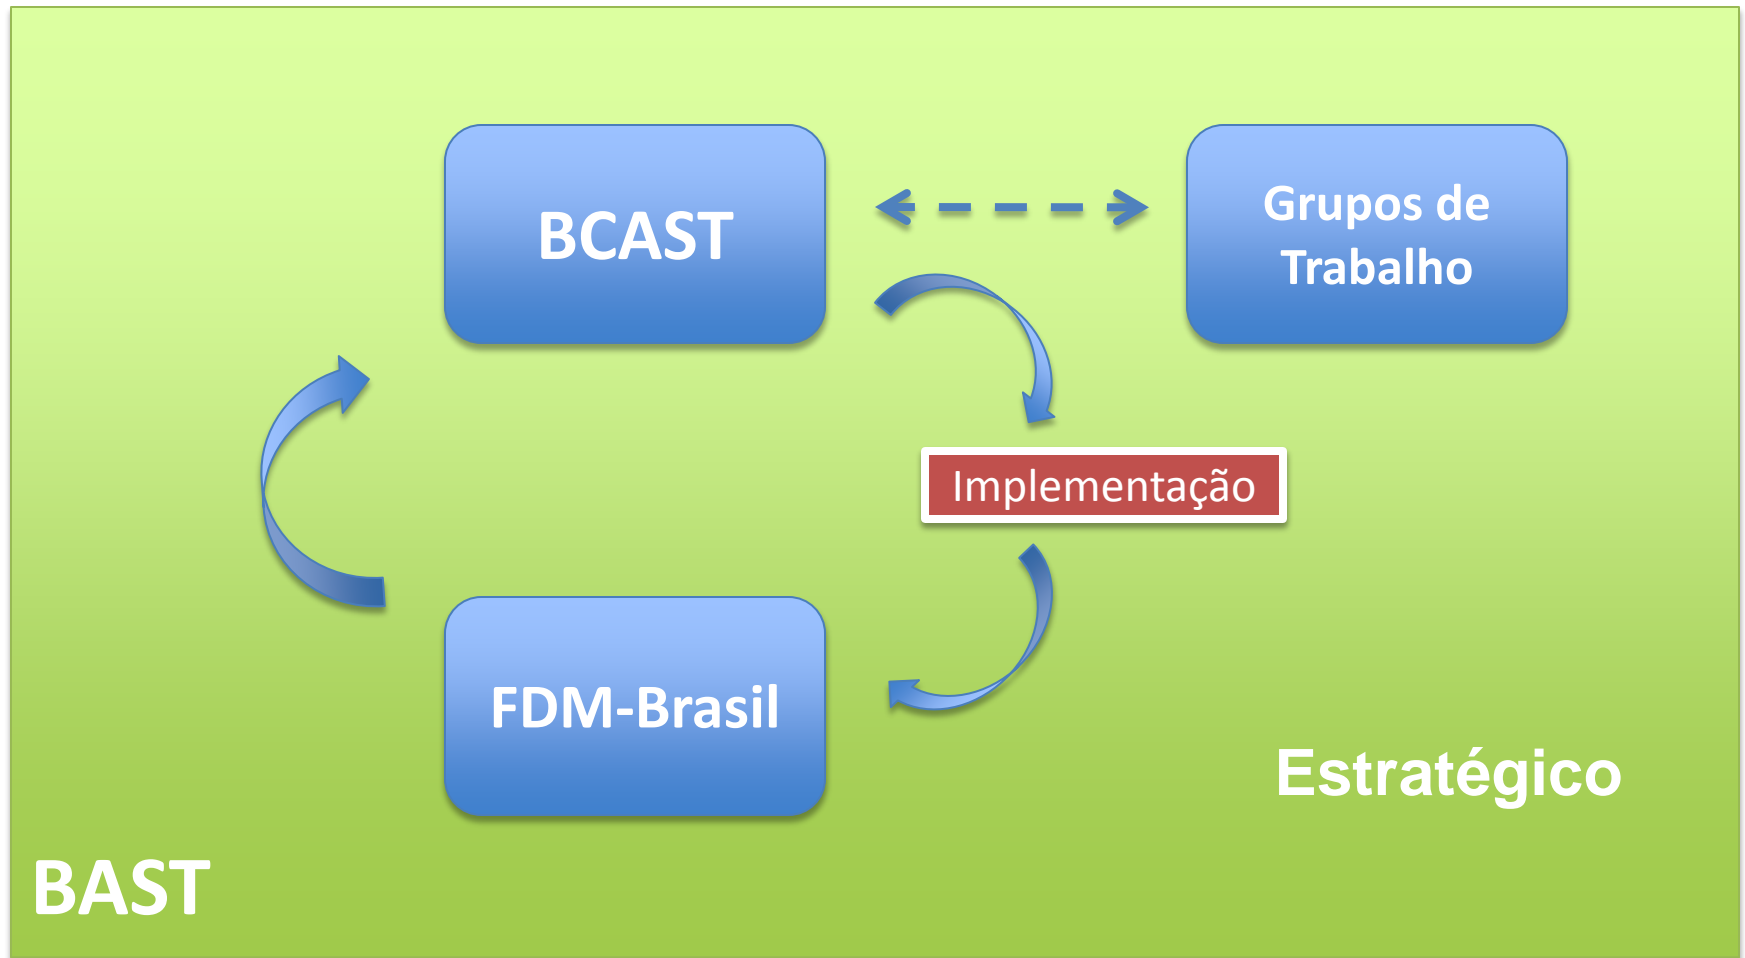 BCAST
Grupos de
Trabalho
Implementação
FDM-Brasil
Estratégico
BAST